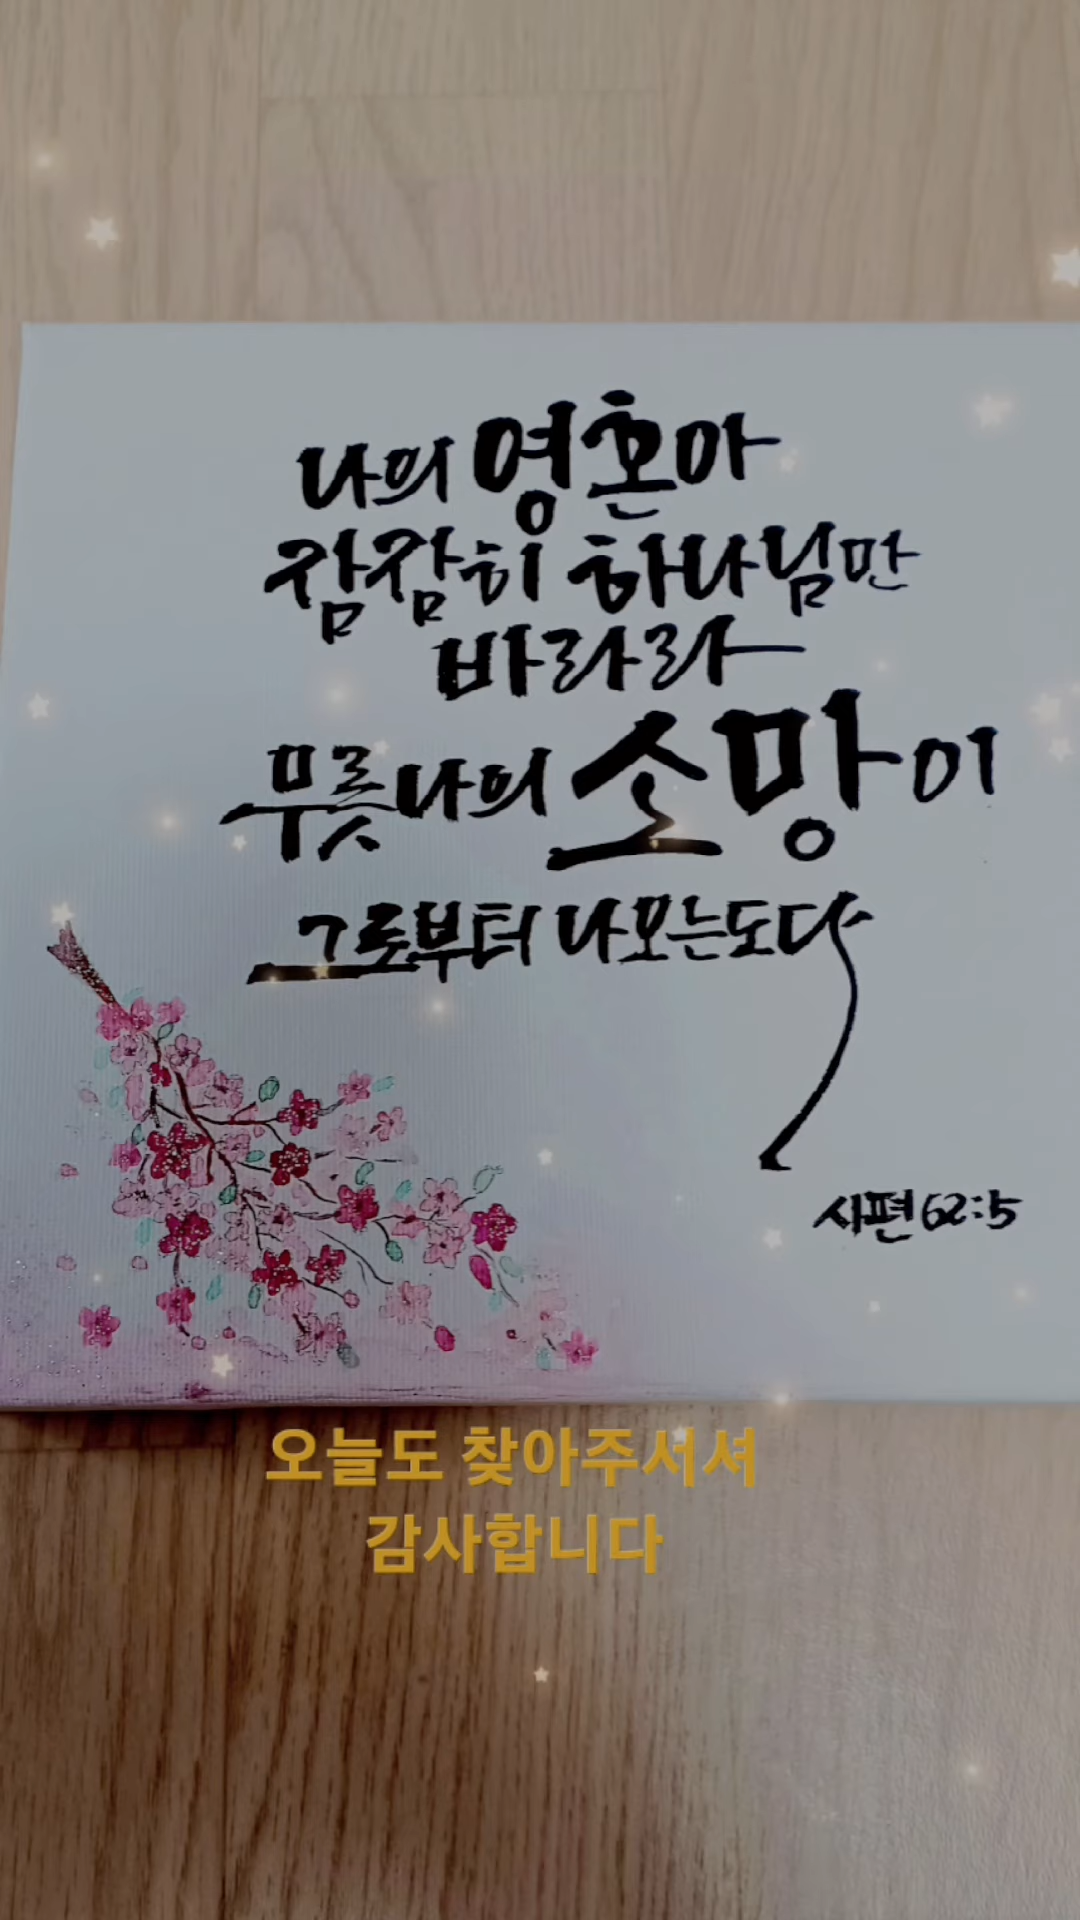 나의 영혼아
잠잠히 하나님만
바라라
무릇 나의 소망이
그로부터 나오는도다
시편 62:5
오늘도 찾아주서셔
감사합니다